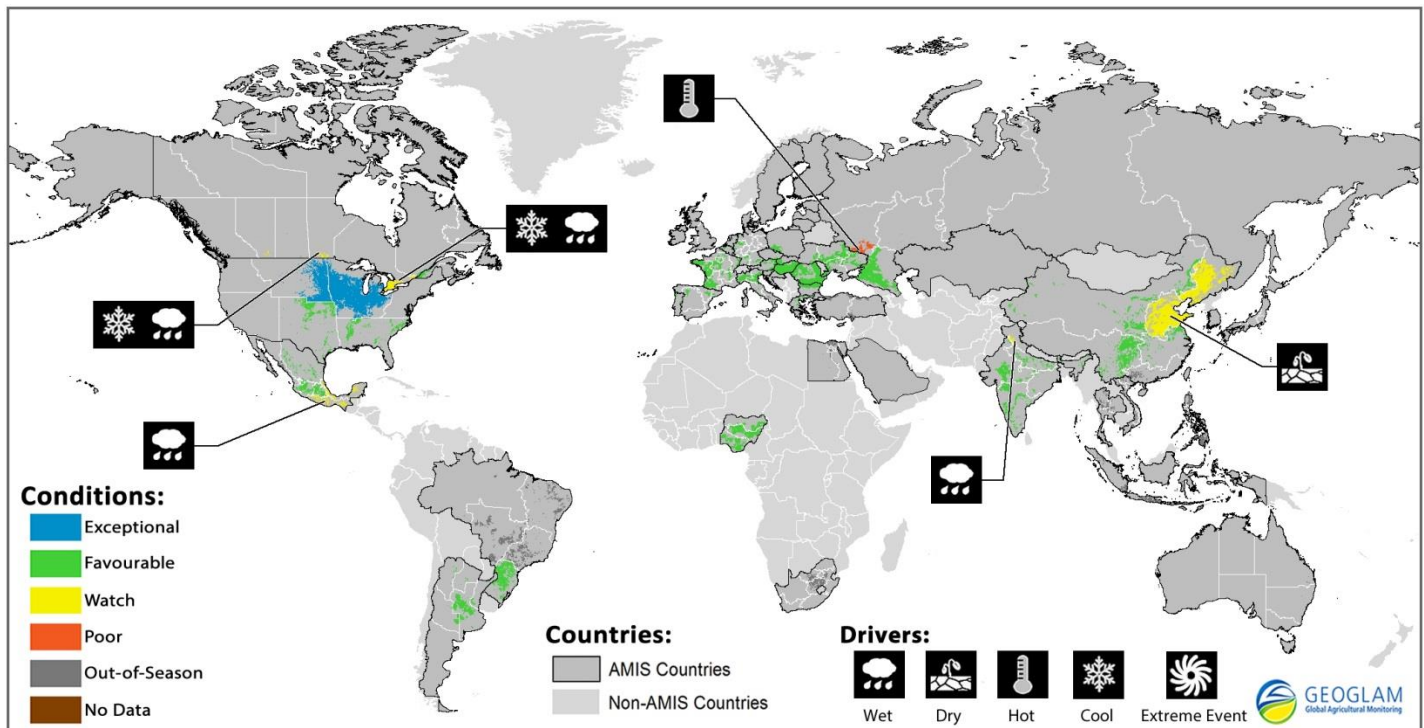 Conditions:
Exceptional
Favourable
Watch
Poor
Out-of-Season
No Data
Countries:
AMIS Countries
Non-AMIS Countries
Drivers:
Wet
Dry
Hot
Cool
Extreme Event
GEOGLAM
Global Agricultural Monitoring